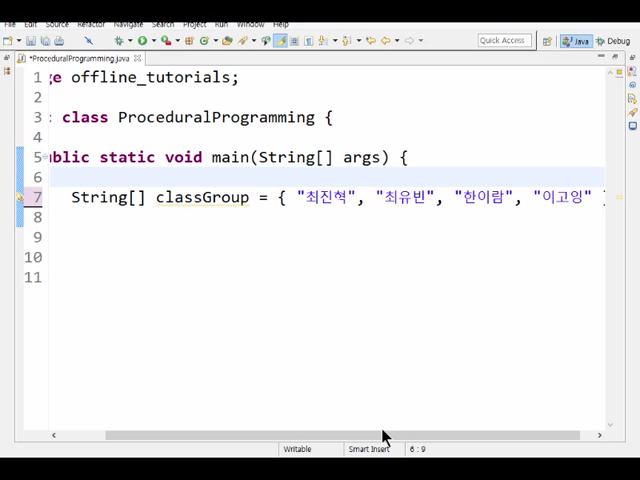 File Edit Source Refactor Navigate Search Project Run Window Help
Quick Access
Java
Debug
*ProceduralProgramming.java
1 ge offline_tutorials;
2
3 : class ProceduralProgramming {
4
5 ublic static void main(String[] args) {
6
7 String[] classGroup = { "최진혁", "최유빈", "한이람", "이고잉" }
8
9
10
11
Writable
Smart Insert
6 : 9